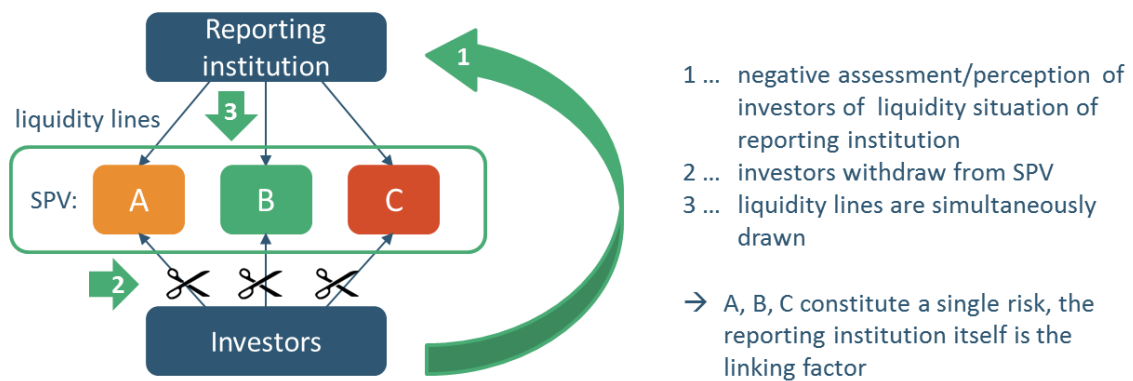 Reporting
institution
1
3
liquidity lines
SPV:
A
B
C
2
Investors
1 ... negative assessment/perception of
investors of liquidity situation of
reporting institution
2 ... investors withdraw from SPV
3 ... liquidity lines are simultaneously
drawn
→ A, B, C constitute a single risk, the
reporting institution itself is the
linking factor